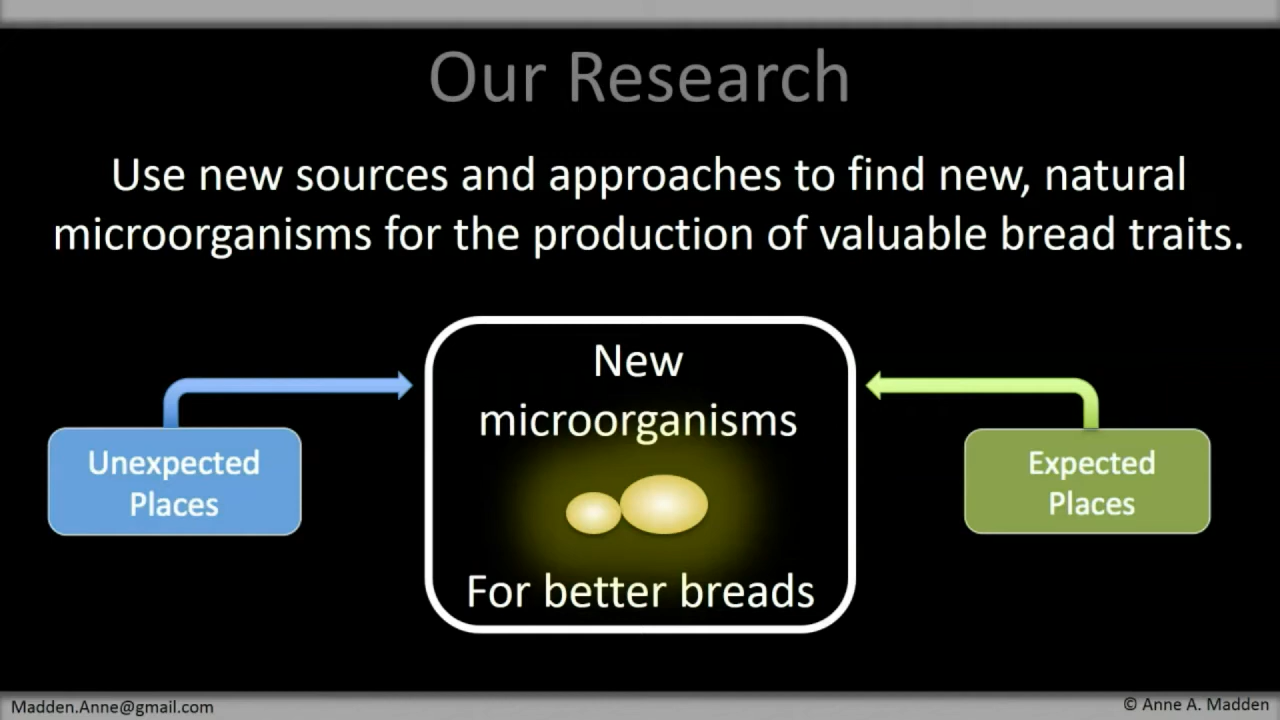 Our Research
Use new sources and approaches to find new, natural
microorganisms for the production of valuable bread traits.
New
microorganisms
For better breads
Unexpected
Places
Expected
Places
Madden.Anne@gmail.com
© Anne A. Madden